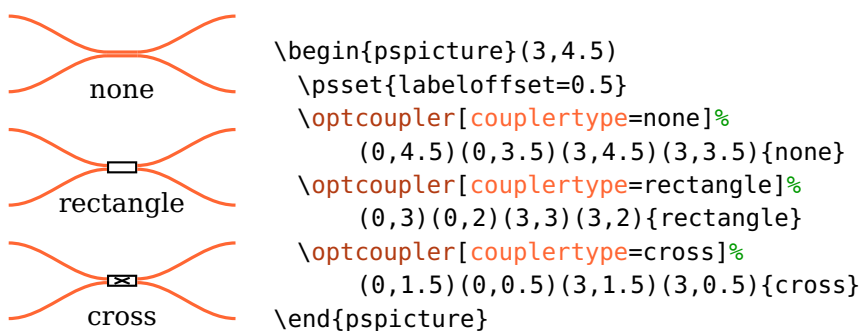 none
rectangle
cross
\begin{pspicture}(3,4.5)
  \psset{labeloffset=0.5}
  \optcoupler[couplertype=none]%
       (0,4.5)(0,3.5)(3,4.5)(3,3.5){none}
  \optcoupler[couplertype=rectangle]%
       (0,3)(0,2)(3,3)(3,2){rectangle}
  \optcoupler[couplertype=cross]%
       (0,1.5)(0,0.5)(3,1.5)(3,0.5){cross}
\end{pspicture}